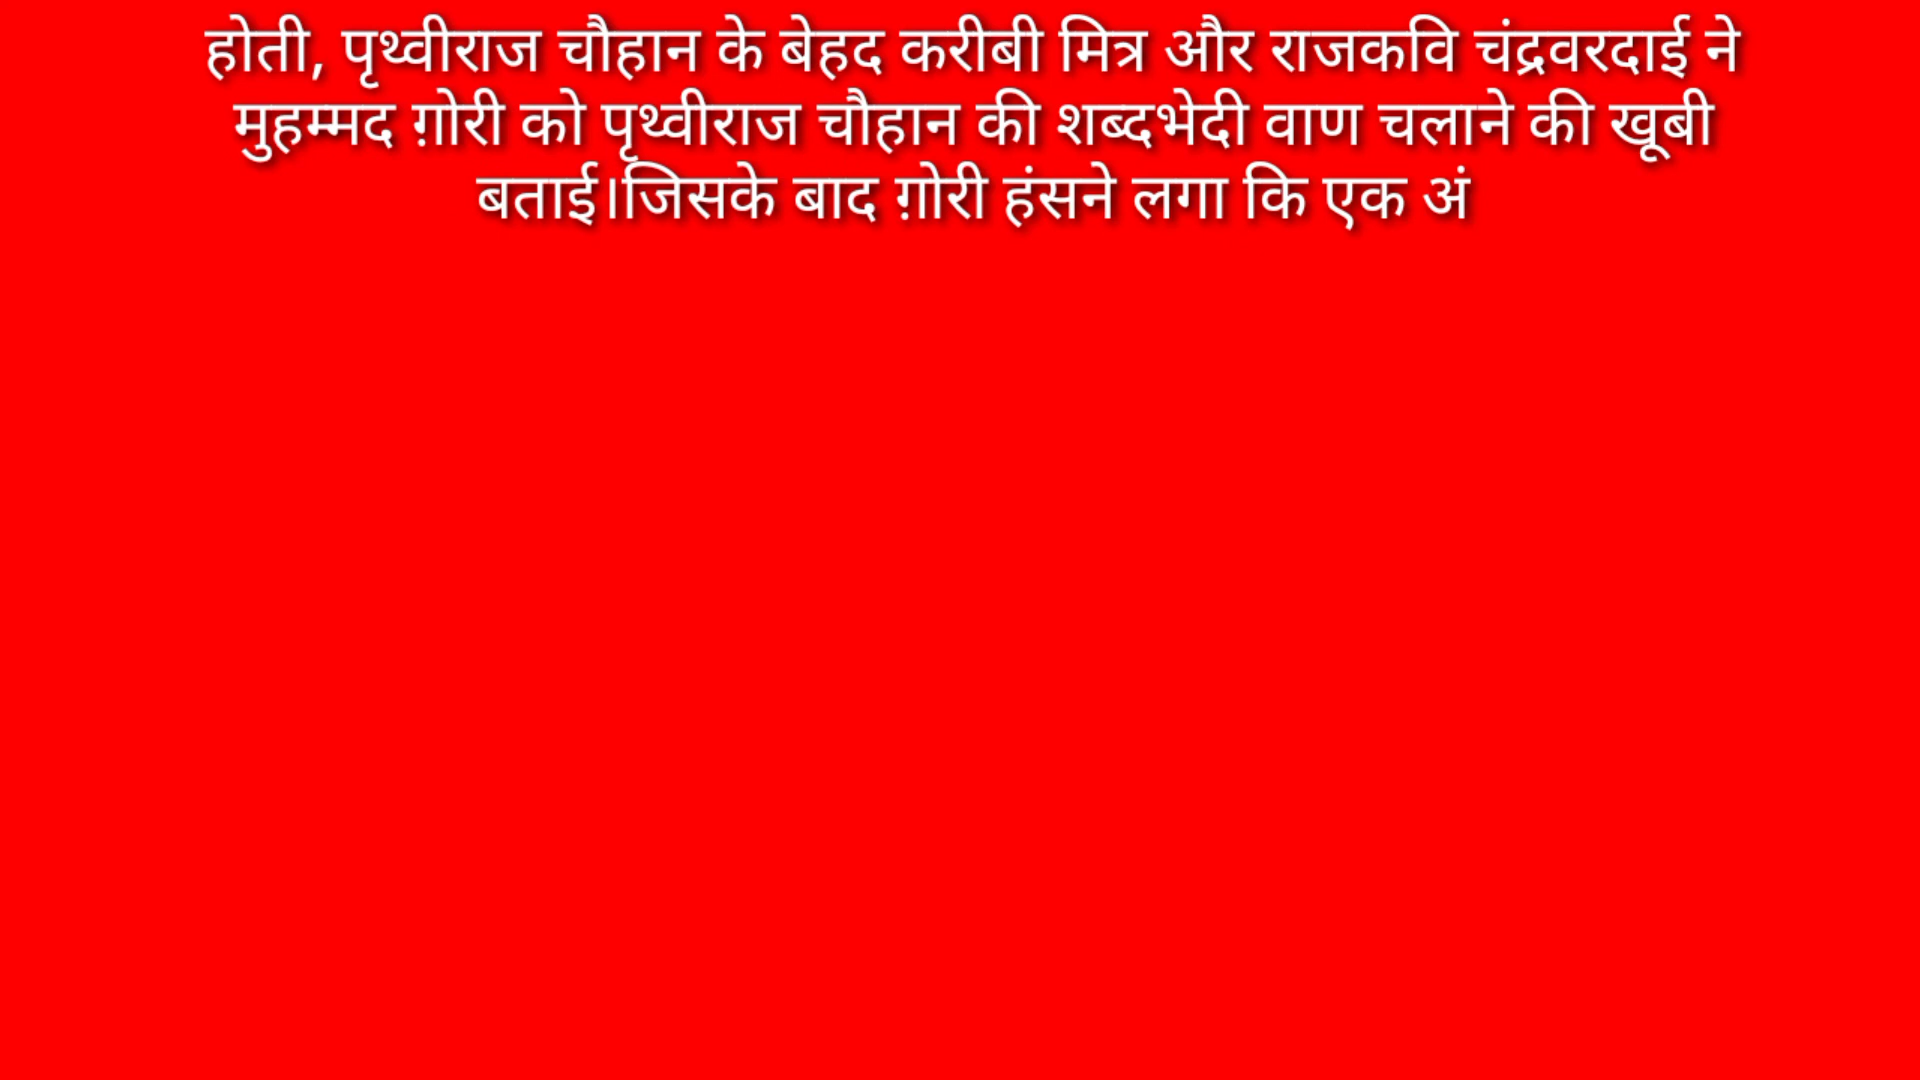 होती, पृथ्वीराज चौहान के बेहद करीबी मित्र और राजकवि चंद्रवरदाई ने
मुहम्मद ग़ोरी को पृथ्वीराज चौहान की शब्दभेदी वाण चलाने की खूबी
बताई।जिसके बाद ग़ोरी हंसने लगा कि एक अं